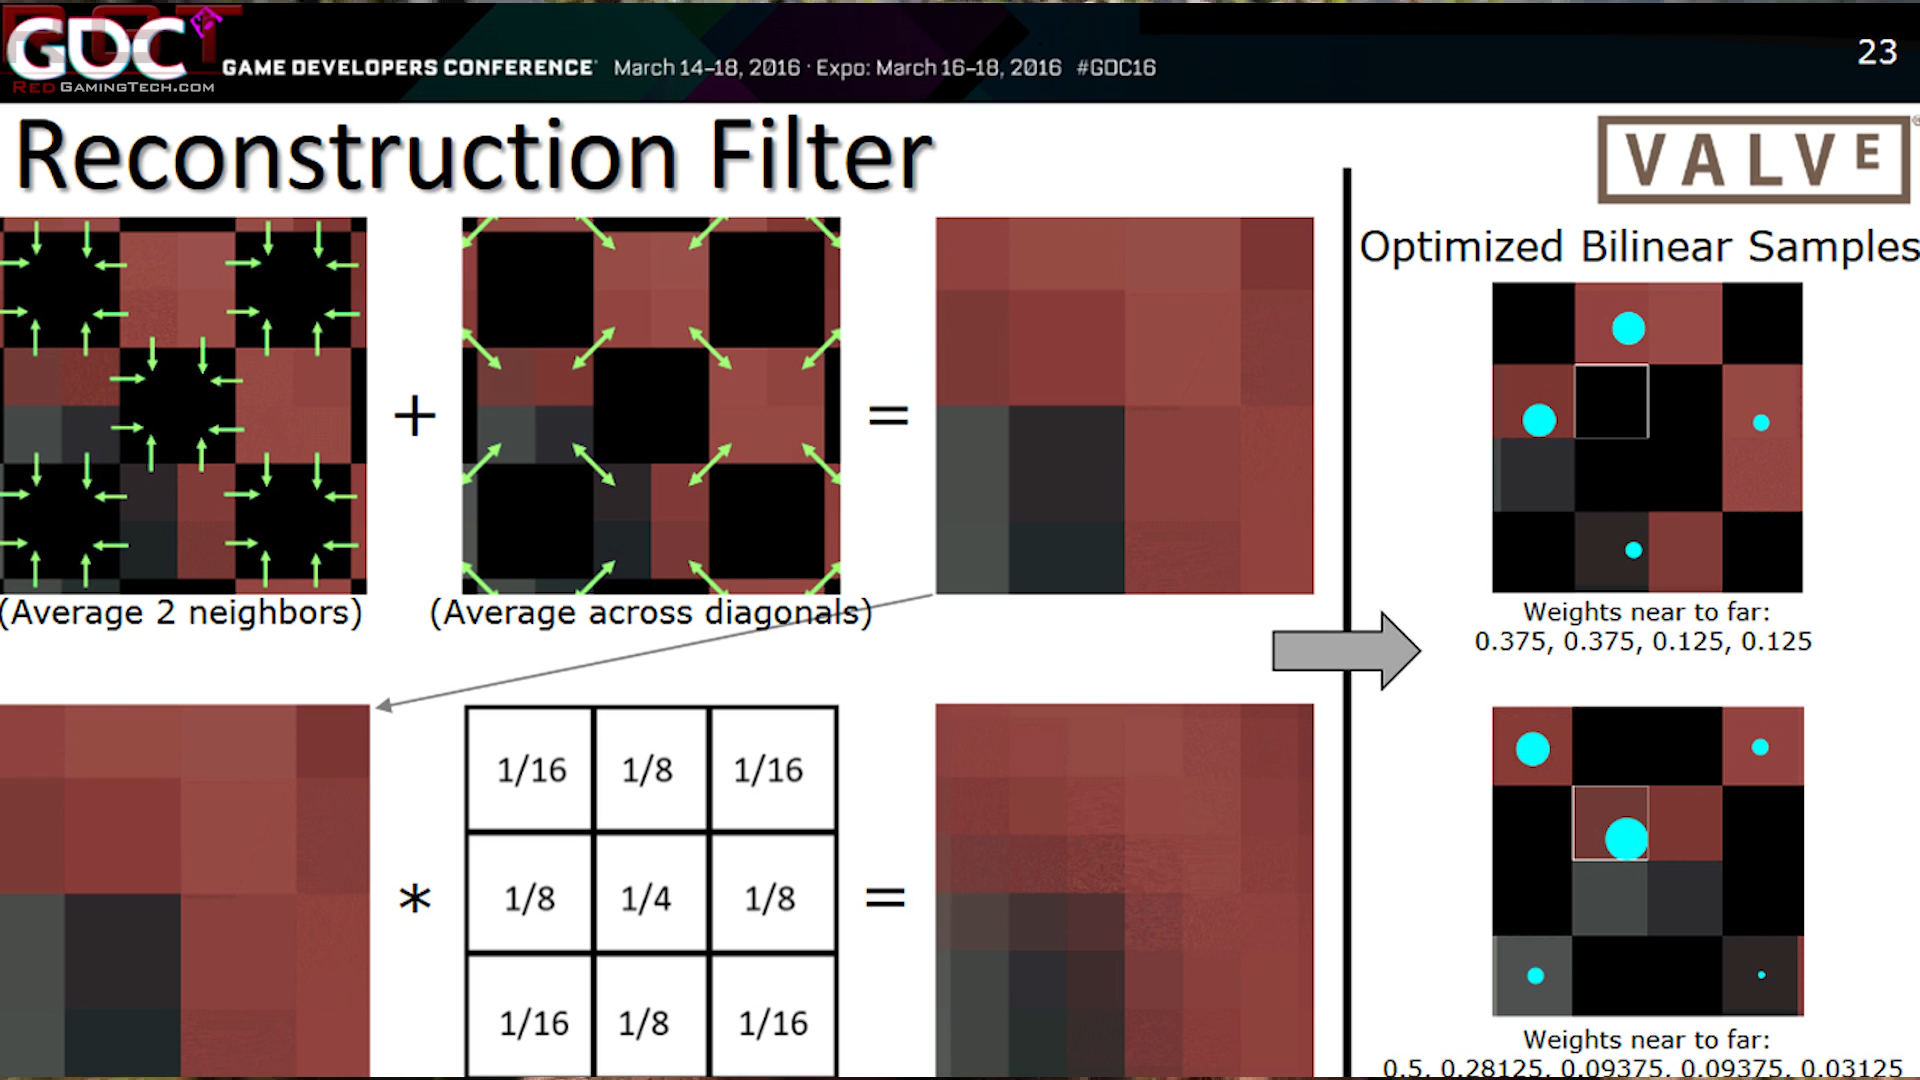 GDC
REDGAMINGTECH.COM
GAME DEVELOPERS CONFERENCE March 14–18, 2016 · Expo: March 16–18, 2016 #GDC16
23
Reconstruction Filter
VALVE®
Optimized Bilinear Samples
+
=
(Average 2 neighbors)
(Average across diagonals)
Weights near to far:
0.375, 0.375, 0.125, 0.125
*
1/16 1/8 1/16
1/8 1/4 1/8
1/16 1/8 1/16
=
Weights near to far:
0.5, 0.28125, 0.09375, 0.09375, 0.03125